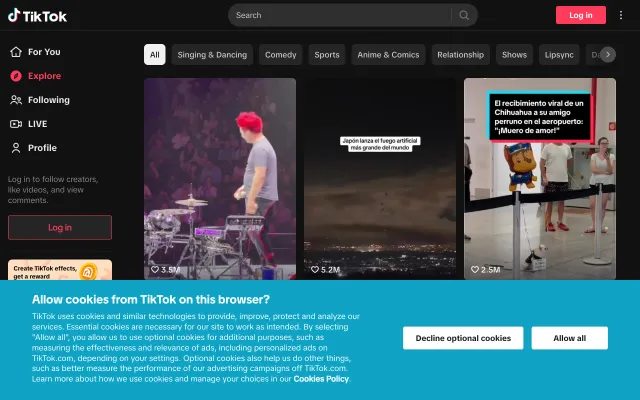 TikTok
Search
Log in
For You
Explore
Following
LIVE
Profile
Log in to follow creators,
like videos, and view
comments.
Log in
Create TikTok effects,
get a reward
All
Singing & Dancing
Comedy
Sports
Anime & Comics
Relationship
Shows
Lipsync
3.5M
Japón lanza el fuego artificial
más grande del mundo
5.2M
El recibimiento viral de un
Chihuahua a su amigo
perruno en el aeropuerto:
"¡Muero de amor!"
2.5M
Allow cookies from TikTok on this browser?
TikTok uses cookies and similar technologies to provide, improve, protect and analyze our
services. Essential cookies are necessary for our site to work as intended. By selecting
"Allow all", you allow us to use optional cookies for additional purposes, such as
measuring the effectiveness and relevance of ads, including personalized ads on
TikTok.com, depending on your settings. Optional cookies also help us do other things,
such as better measure the performance of our advertising campaigns off TikTok.com.
Learn more about how we use cookies and manage your choices in our Cookies Policy.
Decline optional cookies
Allow all